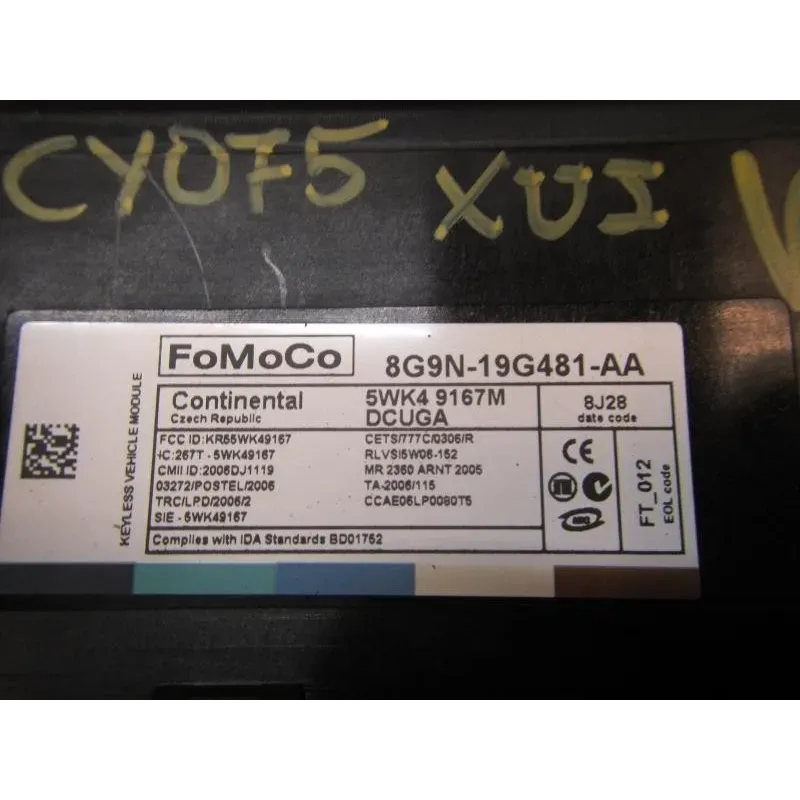 CY075 XUI V
FoMoCo
8G9N-19G481-AA
Continental
Czech Republic
5WK4 9167M
DCUGA
8J28
date code
KEYLESS VEHICLE MODULE
FCC ID:KR55WK49167
IC:267T - 5WK49167
CMII ID:2006DJ1119
03272/POSTEL/2006
TRC/LPD/2006/2
SIE - 5WK49167
CETS/777C/0306/R
RLVSI5W06-152
MR 2360 ARNT 2005
TA-2006/115
CCAE06LP0080T5
CE
FT_012
EOL code
Complies with IDA Standards BD01752